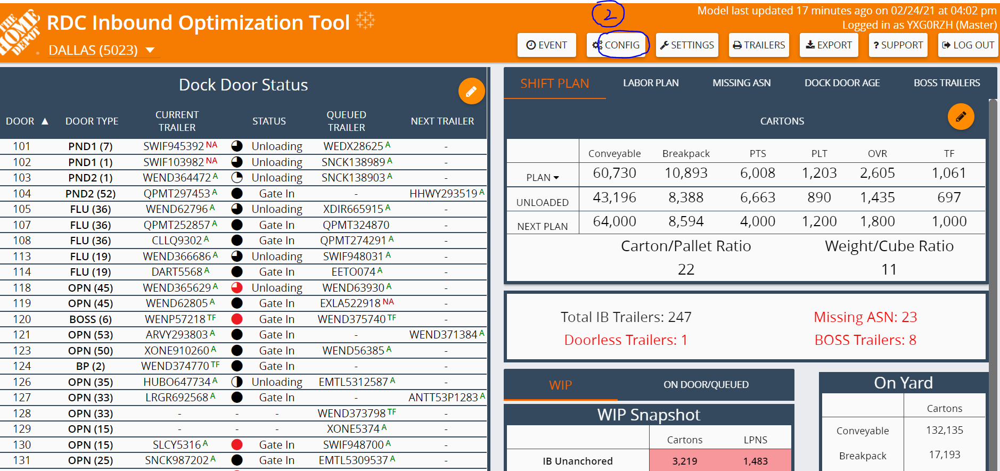 THE HOME DEPOT
RDC Inbound Optimization Tool
DALLAS (5023)
2
Model last updated 17 minutes ago on 02/24/21 at 04:02 pm
Logged in as YXG0RZH (Master)
EVENT CONFIG SETTINGS TRAILERS EXPORT ? SUPPORT LOG OUT
Dock Door Status
DOOR ▲ DOOR TYPE CURRENT TRAILER STATUS QUEUED TRAILER NEXT TRAILER
101 PND1 (7) SWIF945392 NA Unloading WEDX28625 A -
102 PND1 (1) SWIF103982 NA Unloading SNCK138989 A -
103 PND2 (1) WEND364472 A Unloading SNCK138903 A -
104 PND2 (52) QPMT297453 A Gate In - HHWY293519 A
105 FLU (36) WEND62796 A Unloading XDIR665915 A -
107 FLU (36) QPMT252857 A Gate In QPMT324870 -
108 FLU (36) CLLQ9302 A Gate In QPMT274291 A -
113 FLU (19) WEND366686 A Unloading SWIF948031 A -
114 FLU (19) DART5568 A Gate In EETO074 A -
118 OPN (45) WEND365629 A Unloading WEND63930 A -
119 OPN (45) WEND62805 A Gate In EXLA522918 NA -
120 BOSS (6) WENP57218 TF Gate In WEND375740 TF -
121 OPN (53) ARVY293803 A Gate In - WEND371384 A
123 OPN (50) XONE910260 A Gate In WEND56385 A -
124 BP (2) WEND374770 TF Gate In - -
126 OPN (35) HUBO647734 A Unloading EMTL5312587 A -
127 OPN (33) LRGR692568 A Gate In - ANTT53P1283 A
128 OPN (33) - - - WEND373798 TF -
129 OPN (15) - - - XONE5374 A -
130 OPN (15) SLCY5316 A Gate In SWIF948700 A -
131 OPN (25) SNCK987202 A Gate In EMTL5309537 A -
SHIFT PLAN LABOR PLAN MISSING ASN DOCK DOOR AGE BOSS TRAILERS
CARTONS
Conveyable Breakpack PTS PLT OVR TF
PLAN 60,730 10,893 6,008 1,203 2,605 1,061
UNLOADED 43,196 8,388 6,663 890 1,435 697
NEXT PLAN 64,000 8,594 4,000 1,200 1,800 1,000
Carton/Pallet Ratio Weight/Cube Ratio
22 11
Total IB Trailers: 247 Missing ASN: 23
Doorless Trailers: 1 BOSS Trailers: 8
WIP ON DOOR/QUEUED
WIP Snapshot
Cartons LPNS
IB Unanchored 3,219 1,483
On Yard
Cartons
Conveyable 132,135
Breakpack 17,193